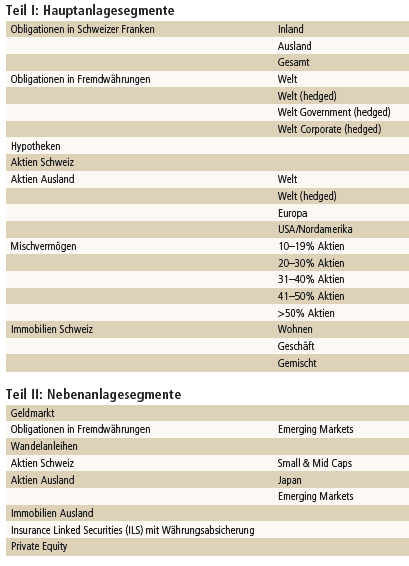 Teil I: Hauptanlagesegmente
Obligationen in Schweizer Franken Inland
Ausland
Gesamt
Obligationen in Fremdwährungen Welt
Welt (hedged)
Welt Government (hedged)
Welt Corporate (hedged)
Hypotheken
Aktien Schweiz
Aktien Ausland Welt
Welt (hedged)
Europa
USA/Nordamerika
Mischvermögen 10–19% Aktien
20–30% Aktien
31–40% Aktien
41–50% Aktien
>50% Aktien
Immobilien Schweiz Wohnen
Geschäft
Gemischt
Teil II: Nebenanlagesegmente
Geldmarkt
Obligationen in Fremdwährungen Emerging Markets
Wandelanleihen
Aktien Schweiz Small & Mid Caps
Aktien Ausland Japan
Emerging Markets
Immobilien Ausland
Insurance Linked Securities (ILS) mit Währungsabsicherung
Private Equity